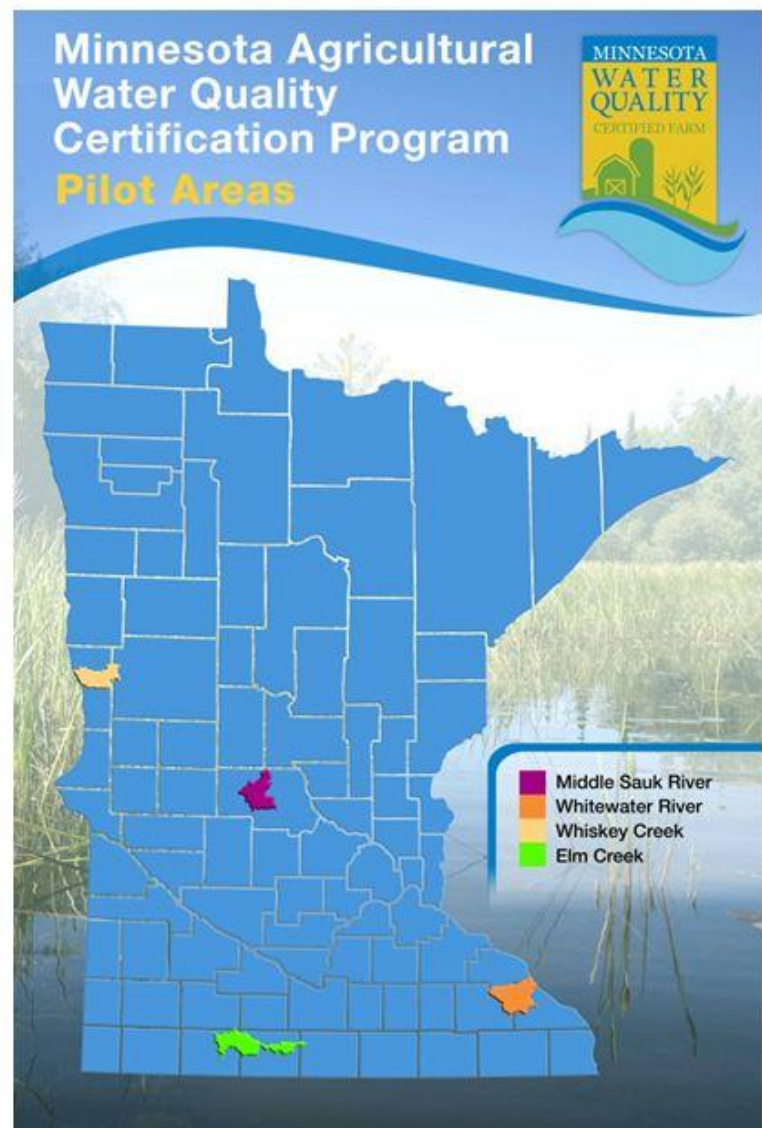 Minnesota Agricultural
Water Quality
Certification Program
Pilot Areas
MINNESOTA
WATER
QUALITY
CERTIFIED FARM
Middle Sauk River
Whitewater River
Whiskey Creek
Elm Creek